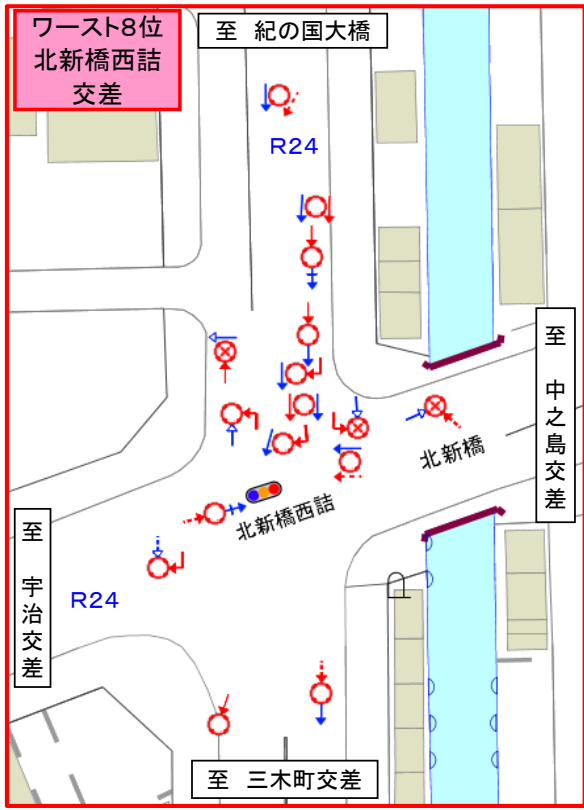 ワースト8位
北新橋西詰
交差
至 紀の国大橋
R24
至 中之島交差
北新橋
北新橋西詰
至 宇治交差
R24
至 三木町交差